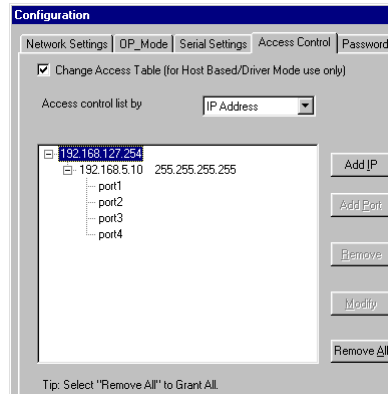 Configuration
Network Settings OP_Mode Serial Settings Access Control Password
Change Access Table (for Host Based/Driver Mode use only)
Access control list by IP Address
192.168.127.254
192.168.5.10 255.255.255.255
port1
port2
port3
port4
Add IP
Add Port
Remove
Modify
Remove All
Tip: Select "Remove All" to Grant All.